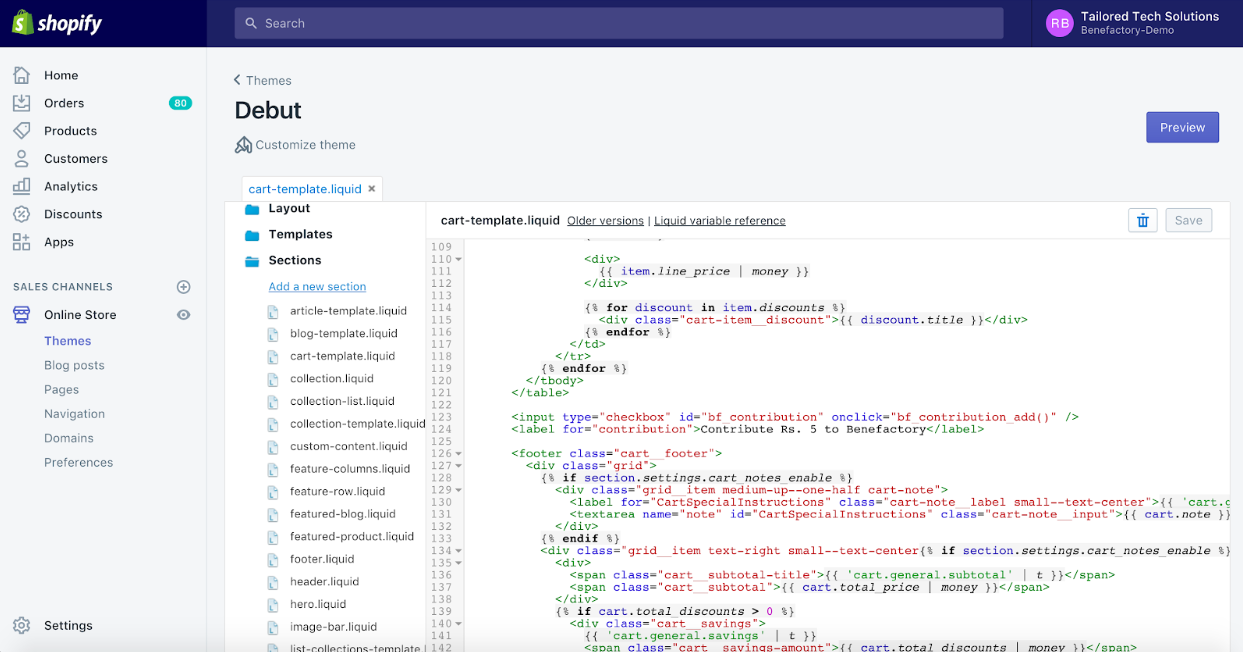 shopify
Search
RB
Tailored Tech Solutions
Benefactory-Demo
Home
Orders
80
Products
Customers
Analytics
Discounts
Apps
SALES CHANNELS
Online Store
Themes
Blog posts
Pages
Navigation
Domains
Preferences
Settings
Themes
Debut
Customize theme
Preview
cart-template.liquid ×
Layout
Templates
Sections
Add a new section
article-template.liquid
blog-template.liquid
cart-template.liquid
collection.liquid
collection-list.liquid
collection-template.liquid
custom-content.liquid
feature-columns.liquid
feature-row.liquid
featured-blog.liquid
featured-product.liquid
footer.liquid
header.liquid
hero.liquid
image-bar.liquid
list-collections-template.
cart-template.liquid Older versions | Liquid variable reference
Save
109
110 <div>
111 {{ item.line_price | money }}
112 </div>
113
114 {% for discount in item.discounts %}
115 <div class="cart-item__discount">{{ discount.title }}</div>
116 {% endfor %}
117 </td>
118 </tr>
119 {% endfor %}
120 </tbody>
121 </table>
122
123 <input type="checkbox" id="bf_contribution" onclick="bf_contribution_add()" />
124 <label for="contribution">Contribute Rs. 5 to Benefactory</label>
125
126 <footer class="cart__footer">
127 <div class="grid">
128 {% if section.settings.cart_notes_enable %}
129 <div class="grid__item medium-up--one-half cart-note">
130 <label for="CartSpecialInstructions" class="cart-note__label small--text-center">{{ 'cart.g
131 <textarea name="note" id="CartSpecialInstructions" class="cart-note__input">{{ cart.note }}
132 </div>
133 {% endif %}
134 <div class="grid__item text-right small--text-center{% if section.settings.cart_notes_enable %}
135 <div>
136 <span class="cart__subtotal-title">{{ 'cart.general.subtotal' | t }}</span>
137 <span class="cart__subtotal">{{ cart.total_price | money }}</span>
138 </div>
139 {% if cart.total_discounts > 0 %}
140 <div class="cart__savings">
141 {{ 'cart.general.savings' | t }}
142 <span class="cart__savings-amount">{{ cart.total_discounts | money }}</span>